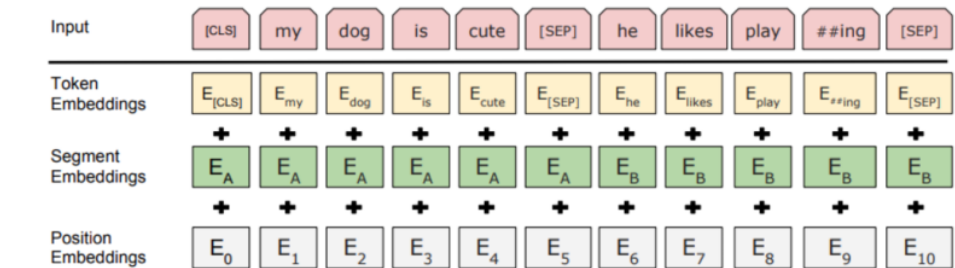 Input [CLS] my dog is cute [SEP] he likes play ##ing [SEP]
Token Embeddings E[CLS] Emy Edog Eis Ecute E[SEP] Ehe Elikes Eplay E##ing E[SEP]
+ + + + + + + + + + +
Segment Embeddings EA EA EA EA EA EA EB EB EB EB EB
+ + + + + + + + + + +
Position Embeddings E0 E1 E2 E3 E4 E5 E6 E7 E8 E9 E10